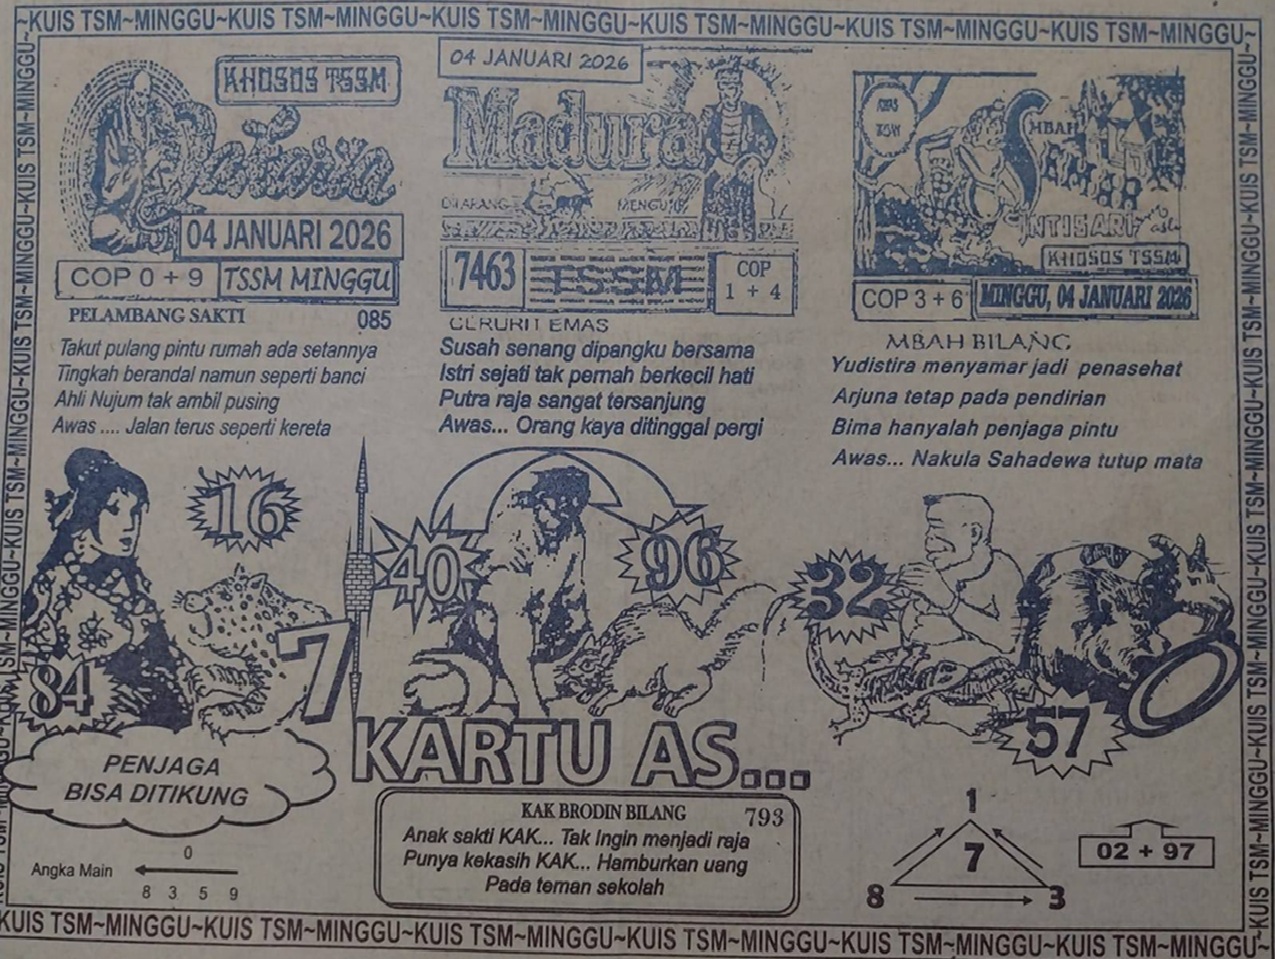 ~KUIS TSM~MINGGU~KUIS TSM~MINGGU~KUIS TSM~MINGGU~KUIS TSM~MINGGU~KUIS TSM~MINGGU~KUIS TSM~MINGGU~
KHUSUS TSSM
04 JANUARI 2026
COP 0 + 9
TSSM MINGGU
PELAMBANG SAKTI
085
Takut pulang pintu rumah ada setannya
Tingkah berandal namun seperti banci
Ahli Nujum tak ambil pusing
Awas .... Jalan terus seperti kereta
04 JANUARI 2026
Madura
DILARANG
MENGUTIP
7463
TSSM
COP
1 + 4
CERURIT EMAS
Susah senang dipangku bersama
Istri sejati tak pernah berkecil hati
Putra raja sangat tersanjung
Awas... Orang kaya ditinggal pergi
MBAH
SEMAR
INTISARI
asli
KHUSUS TSSM
COP 3 + 6
MINGGU, 04 JANUARI 2026
MBAH BILANG
Yudistira menyamar jadi penasehat
Arjuna tetap pada pendirian
Bima hanyalah penjaga pintu
Awas... Nakula Sahadewa tutup mata
16
84
7
40
96
32
57
PENJAGA
BISA DITIKUNG
KARTU AS...
KAK BRODIN BILANG
793
Anak sakti KAK... Tak Ingin menjadi raja
Punya kekasih KAK... Hamburkan uang
Pada teman sekolah
Angka Main
0
8 3 5 9
1
7
8
3
02 + 97
KUIS TSM~MINGGU~KUIS TSM~MINGGU~KUIS TSM~MINGGU~KUIS TSM~MINGGU~KUIS TSM~MINGGU~KUIS TSM~MINGGU~